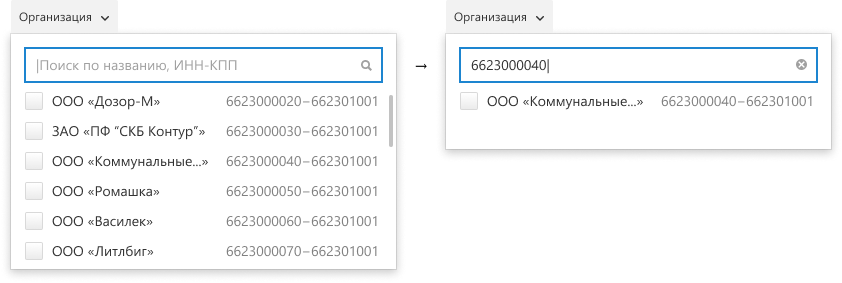 Организация
Поиск по названию, ИНН-КПП
ООО «Дозор-М» 6623000020–662301001
ЗАО «ПФ “СКБ Контур”» 6623000030–662301001
ООО «Коммунальные...» 6623000040–662301001
ООО «Ромашка» 6623000050–662301001
ООО «Василек» 6623000060–662301001
ООО «Литлбиг» 6623000070–662301001
→
Организация
6623000040
ООО «Коммунальные...» 6623000040–662301001